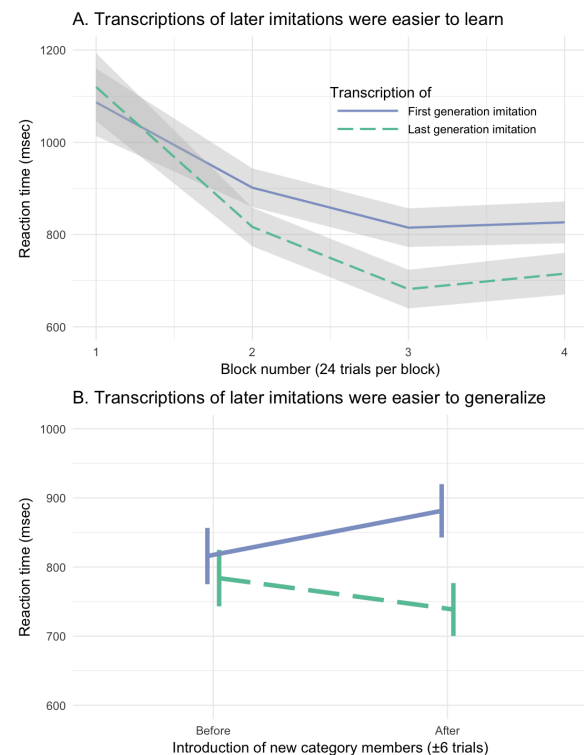 A. Transcriptions of later imitations were easier to learn
1200
1000
800
600
Reaction time (msec)
Transcription of
First generation imitation
Last generation imitation
1 2 3 4
Block number (24 trials per block)
B. Transcriptions of later imitations were easier to generalize
1000
900
800
700
600
Reaction time (msec)
Before After
Introduction of new category members (±6 trials)